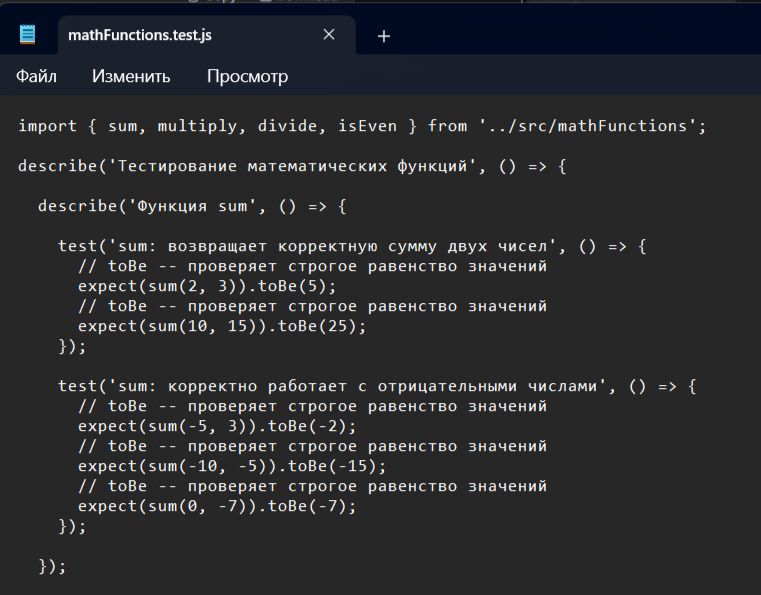 mathFunctions.test.js
Файл Изменить Просмотр
import { sum, multiply, divide, isEven } from '../src/mathFunctions';
describe('Тестирование математических функций', () => {
describe('Функция sum', () => {
test('sum: возвращает корректную сумму двух чисел', () => {
// toBe -- проверяет строгое равенство значений
expect(sum(2, 3)).toBe(5);
// toBe -- проверяет строгое равенство значений
expect(sum(10, 15)).toBe(25);
});
test('sum: корректно работает с отрицательными числами', () => {
// toBe -- проверяет строгое равенство значений
expect(sum(-5, 3)).toBe(-2);
// toBe -- проверяет строгое равенство значений
expect(sum(-10, -5)).toBe(-15);
// toBe -- проверяет строгое равенство значений
expect(sum(0, -7)).toBe(-7);
});
});